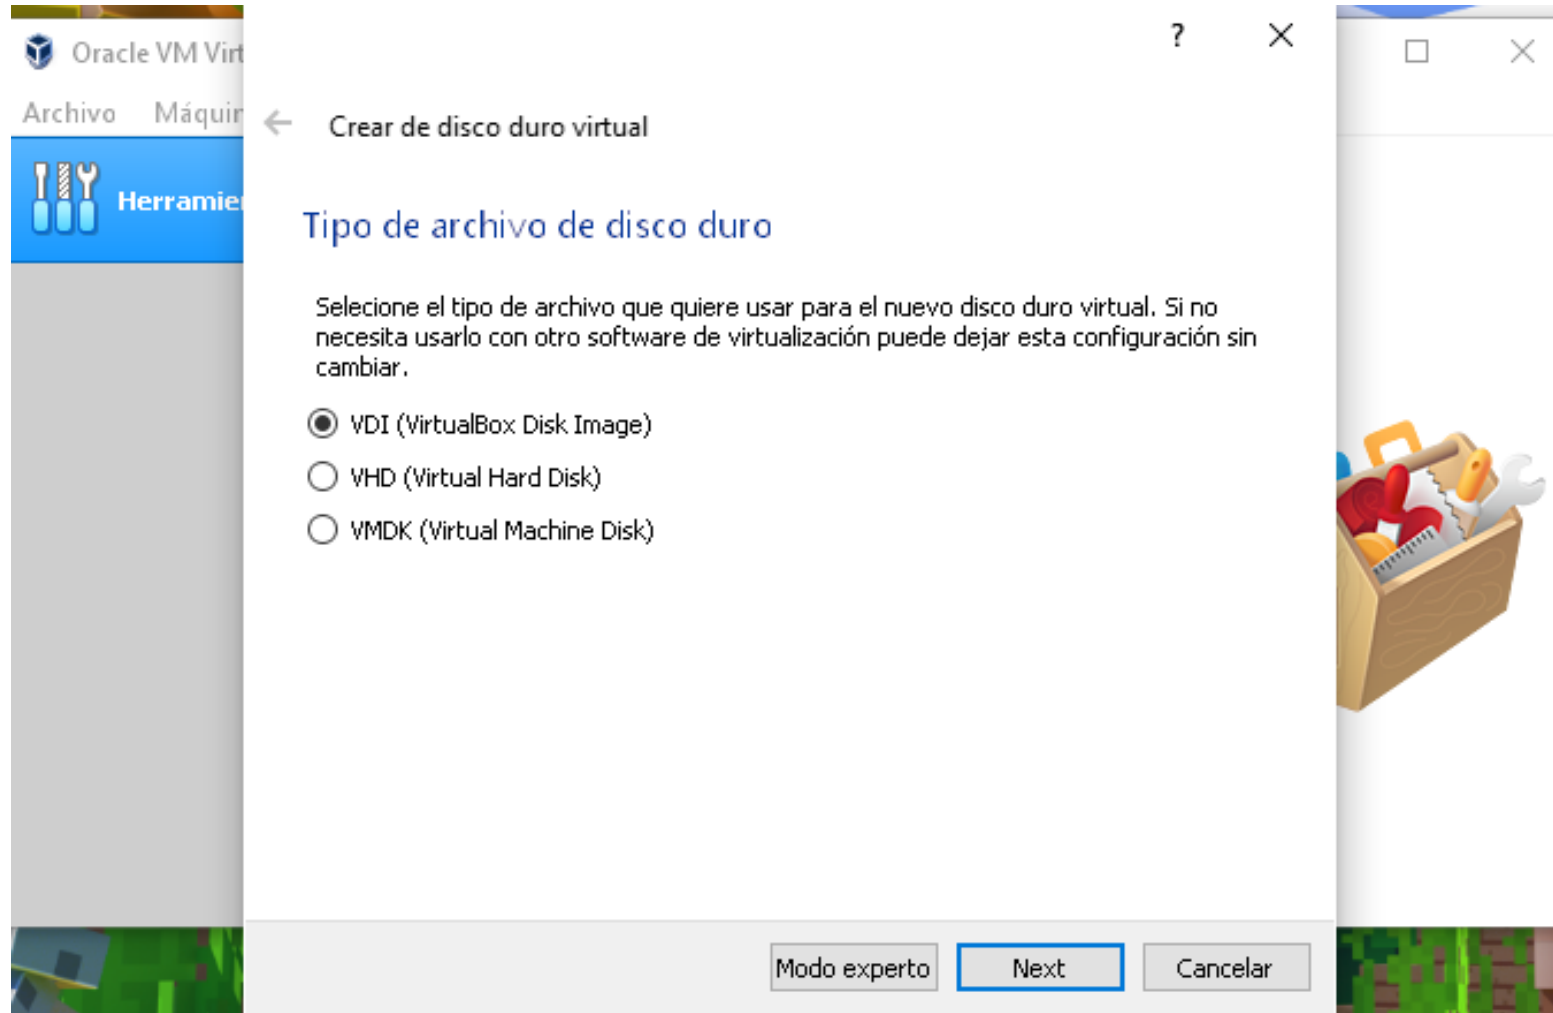 Oracle VM Virt
Archivo Máquin
Herramie
?
Crear de disco duro virtual
Tipo de archivo de disco duro
Selecione el tipo de archivo que quiere usar para el nuevo disco duro virtual. Si no
necesita usarlo con otro software de virtualización puede dejar esta configuración sin
cambiar.
VDI (VirtualBox Disk Image)
VHD (Virtual Hard Disk)
VMDK (Virtual Machine Disk)
Modo experto Next Cancelar